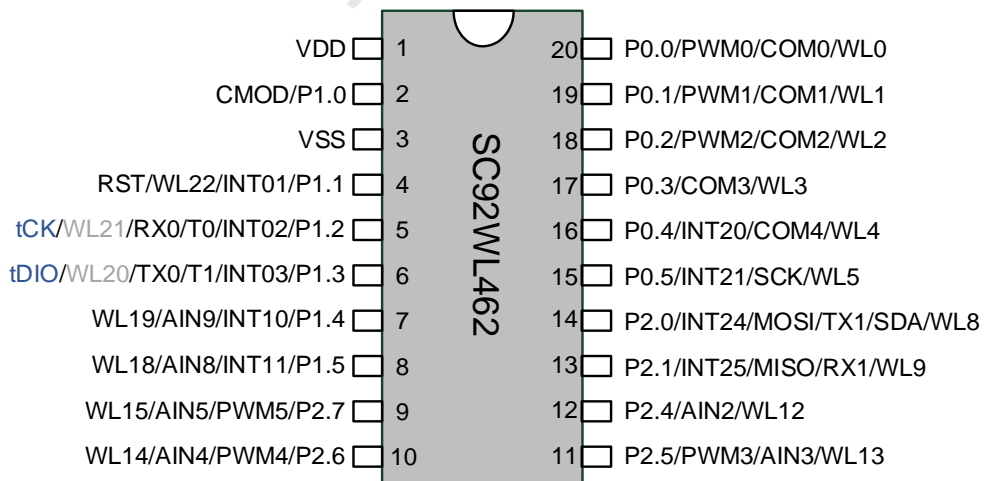 VDD 1 20 P0.0/PWM0/COM0/WL0
CMOD/P1.0 2 19 P0.1/PWM1/COM1/WL1
VSS 3 18 P0.2/PWM2/COM2/WL2
RST/WL22/INT01/P1.1 4 17 P0.3/COM3/WL3
tCK/WL21/RX0/T0/INT02/P1.2 5 16 P0.4/INT20/COM4/WL4
tDIO/WL20/TX0/T1/INT03/P1.3 6 15 P0.5/INT21/SCK/WL5
WL19/AIN9/INT10/P1.4 7 14 P2.0/INT24/MOSI/TX1/SDA/WL8
WL18/AIN8/INT11/P1.5 8 13 P2.1/INT25/MISO/RX1/WL9
WL15/AIN5/PWM5/P2.7 9 12 P2.4/AIN2/WL12
WL14/AIN4/PWM4/P2.6 10 11 P2.5/PWM3/AIN3/WL13
SC92WL462